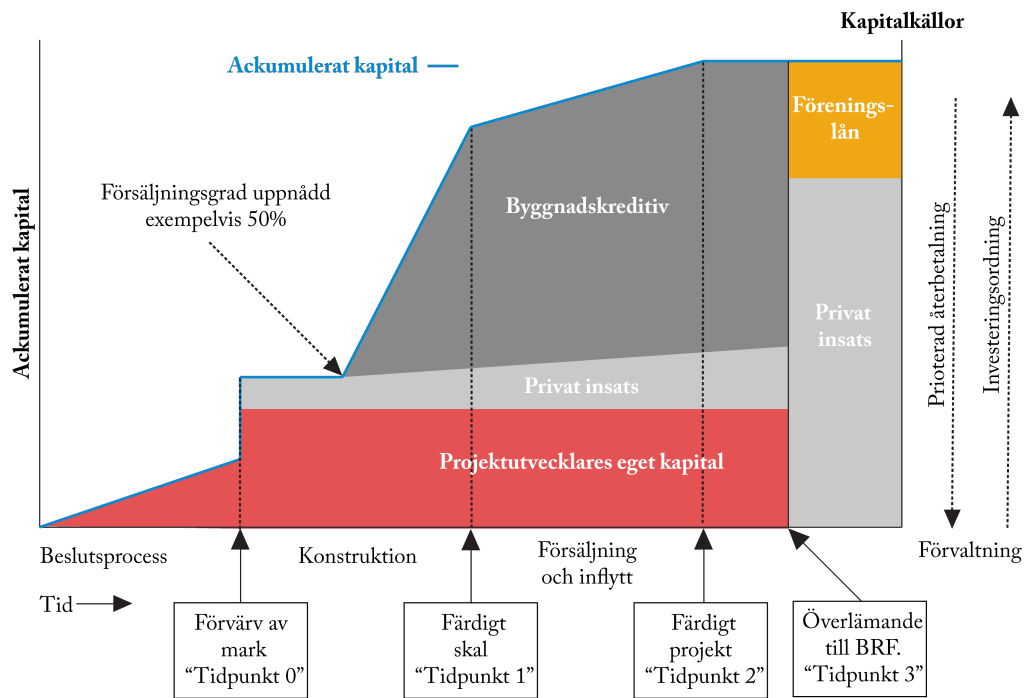 Kapitalkällor
Ackumulerat kapital
Förenings-
lån
Försäljningsgrad uppnådd
exempelvis 50%
Byggnadskreditiv
Ackumulerat kapital
Privat
insats
Prioterad återbetalning
Investeringsordning
Privat insats
Projektutvecklares eget kapital
Beslutsprocess
Konstruktion
Försäljning
och inflytt
Förvaltning
Tid
Förvärv av
mark
“Tidpunkt 0”
Färdigt
skal
“Tidpunkt 1”
Färdigt
projekt
“Tidpunkt 2”
Överlämande
till BRF.
“Tidpunkt 3”